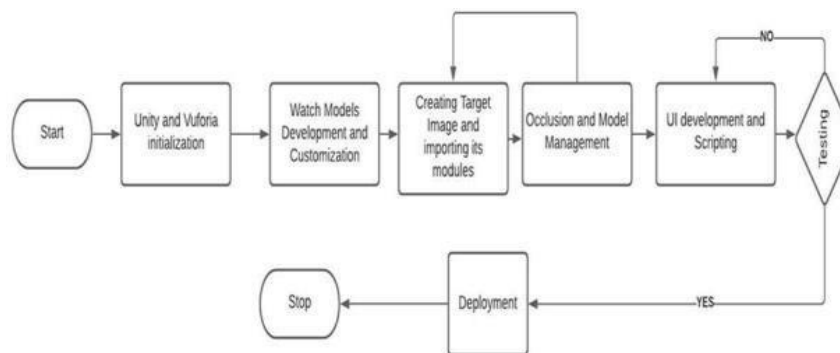 NO
Start
Unity and Vuforia
initialization
Watch Models
Development and
Customization
Creating Target
Image and
importing its
modules
Occlusion and Model
Management
UI development and
Scripting
Testing
Stop
Deployment
YES